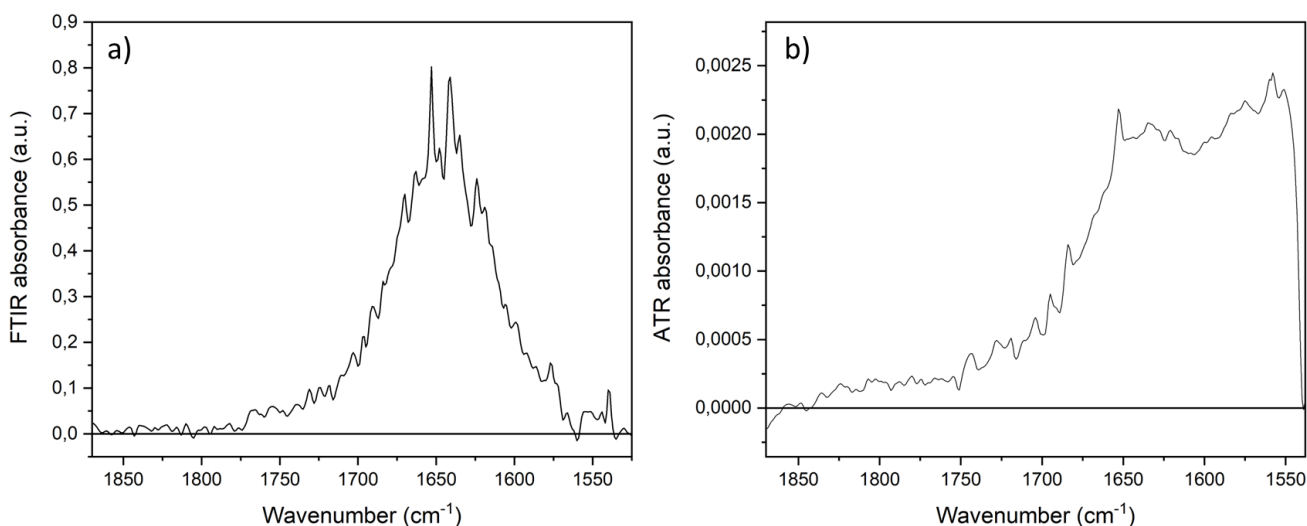 a)
FTIR absorbance (a.u.)
0,9
0,8
0,7
0,6
0,5
0,4
0,3
0,2
0,1
0,0
1850 1800 1750 1700 1650 1600 1550
Wavenumber (cm-1)
b)
ATR absorbance (a.u.)
0,0025
0,0020
0,0015
0,0010
0,0005
0,0000
1850 1800 1750 1700 1650 1600 1550
Wavenumber (cm-1)